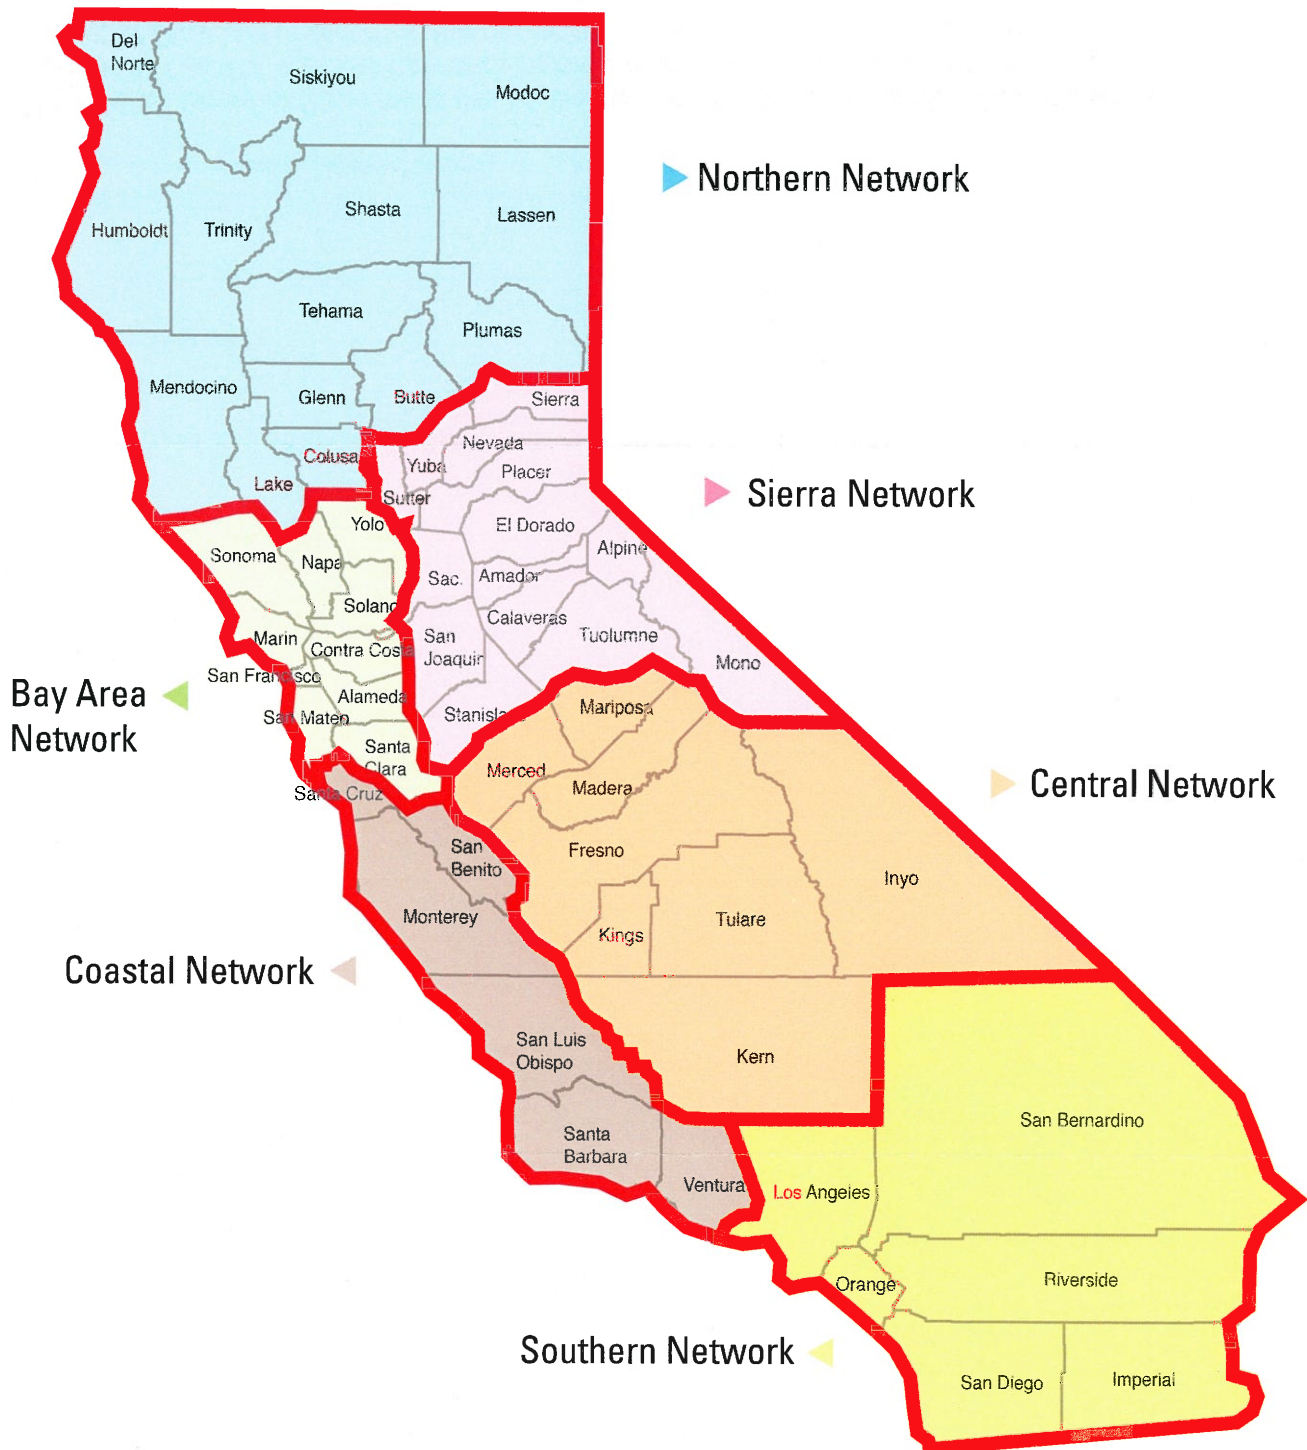 Del
Norte
Siskiyou
Modoc
Northern Network
Humboldt
Trinity
Shasta
Lassen
Tehama
Plumas
Mendocino
Glenn
Butte
Sierra
Colusa
Lake
Nevada
Yuba
Placer
Sutter
Sierra Network
Yolo
El Dorado
Sonoma
Napa
Alpine
Sac.
Amador
Solano
Calaveras
Marin
Contra Costa
San
Joaquin
Tuolumne
Mono
San Francisco
Bay Area
Network
Alameda
San Mateo
Stanisla
Mariposa
Santa
Clara
Merced
Madera
Central Network
Santa Cruz
San
Benito
Fresno
Inyo
Monterey
Kings
Tulare
Coastal Network
San Luis
Obispo
Kern
San Bernardino
Santa
Barbara
Ventura
Los Angeles
Orange
Riverside
Southern Network
San Diego
Imperial